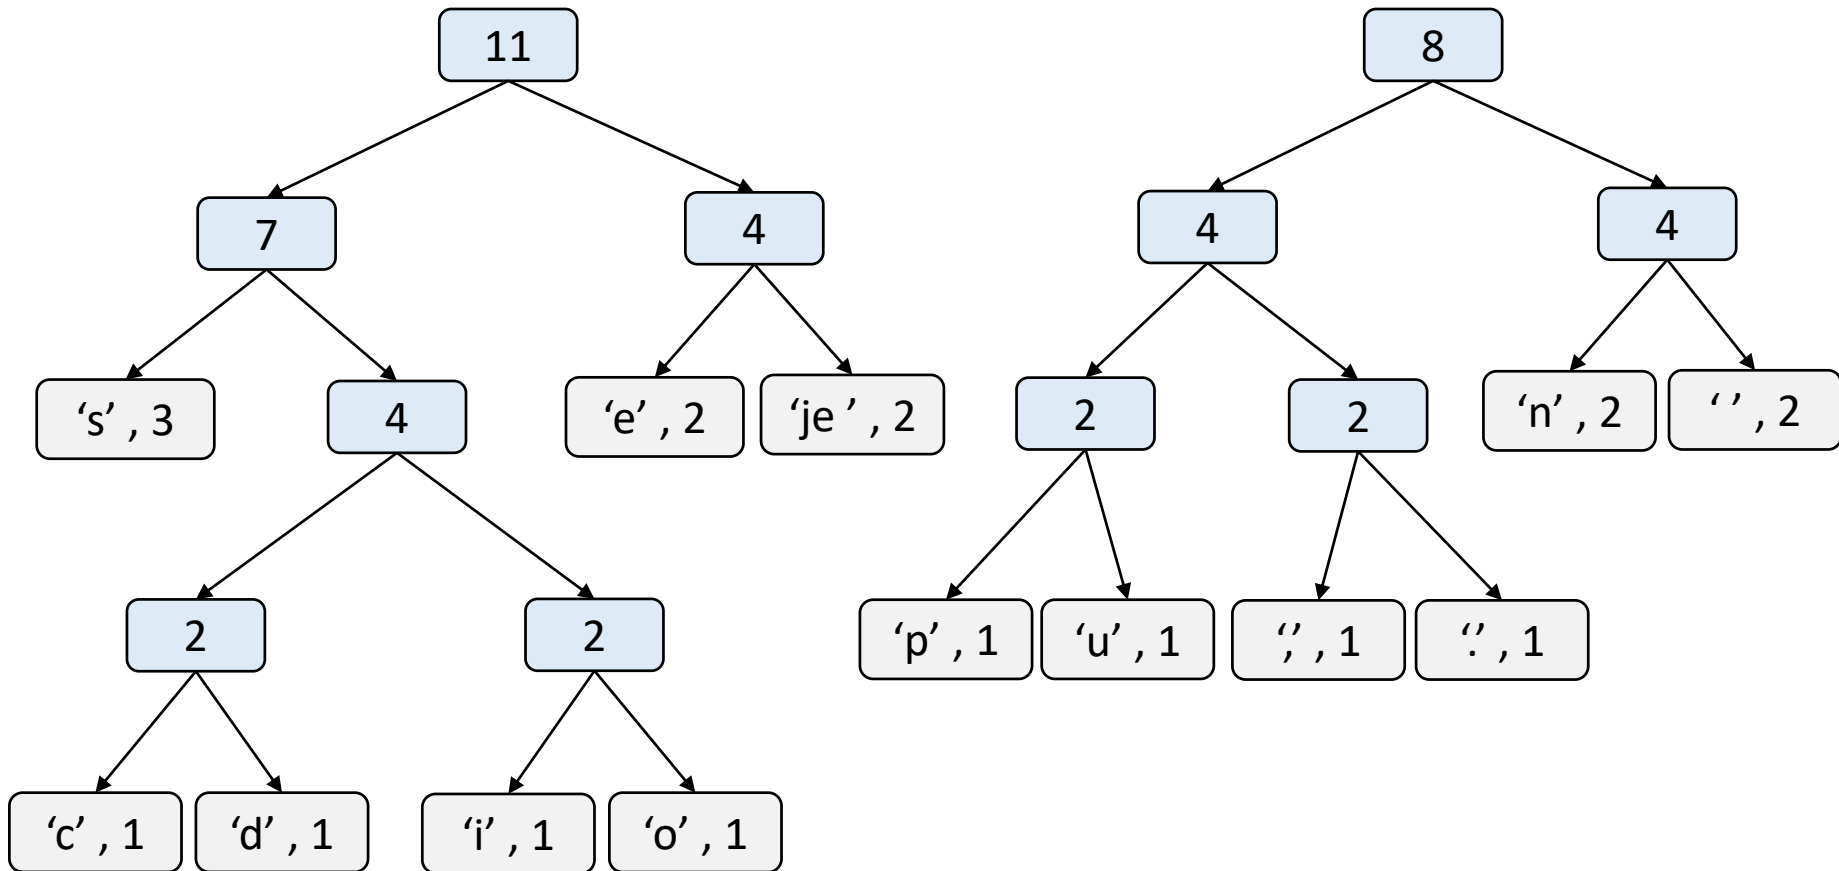 11 8
7 4 4 4
‘s’ , 3 4 ‘e’ , 2 ‘je ’ , 2 2 2 ‘n’ , 2 ‘ ’ , 2
2 2 ‘p’ , 1 ‘u’ , 1 ‘,’ , 1 ‘.’ , 1
‘c’ , 1 ‘d’ , 1 ‘i’ , 1 ‘o’ , 1